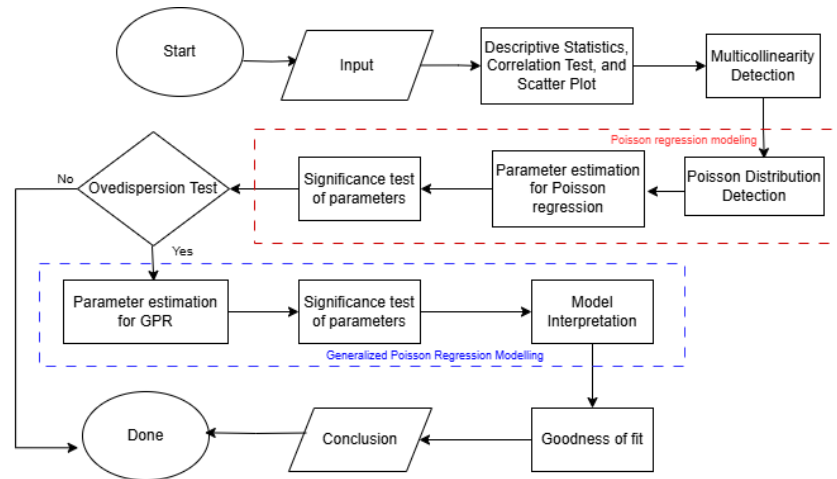 Start
Input
Descriptive Statistics,
Correlation Test, and
Scatter Plot
Multicollinearity
Detection
Poisson regression modeling
Poisson Distribution
Detection
Parameter estimation
for Poisson
regression
Significance test
of parameters
Ovedispersion Test
No
Yes
Parameter estimation
for GPR
Significance test
of parameters
Model
Interpretation
Generalized Poisson Regression Modelling
Goodness of fit
Conclusion
Done